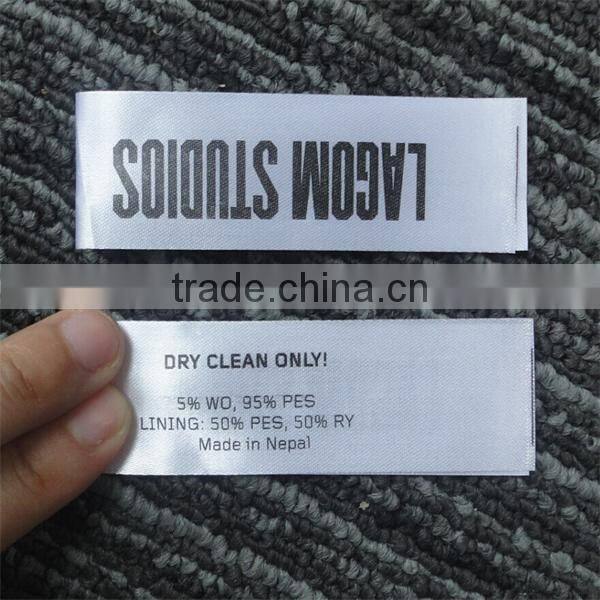 LAGOM STUDIOS
trade.china.cn
DRY CLEAN ONLY!
5% WO, 95% PES
LINING: 50% PES, 50% RY
Made in Nepal